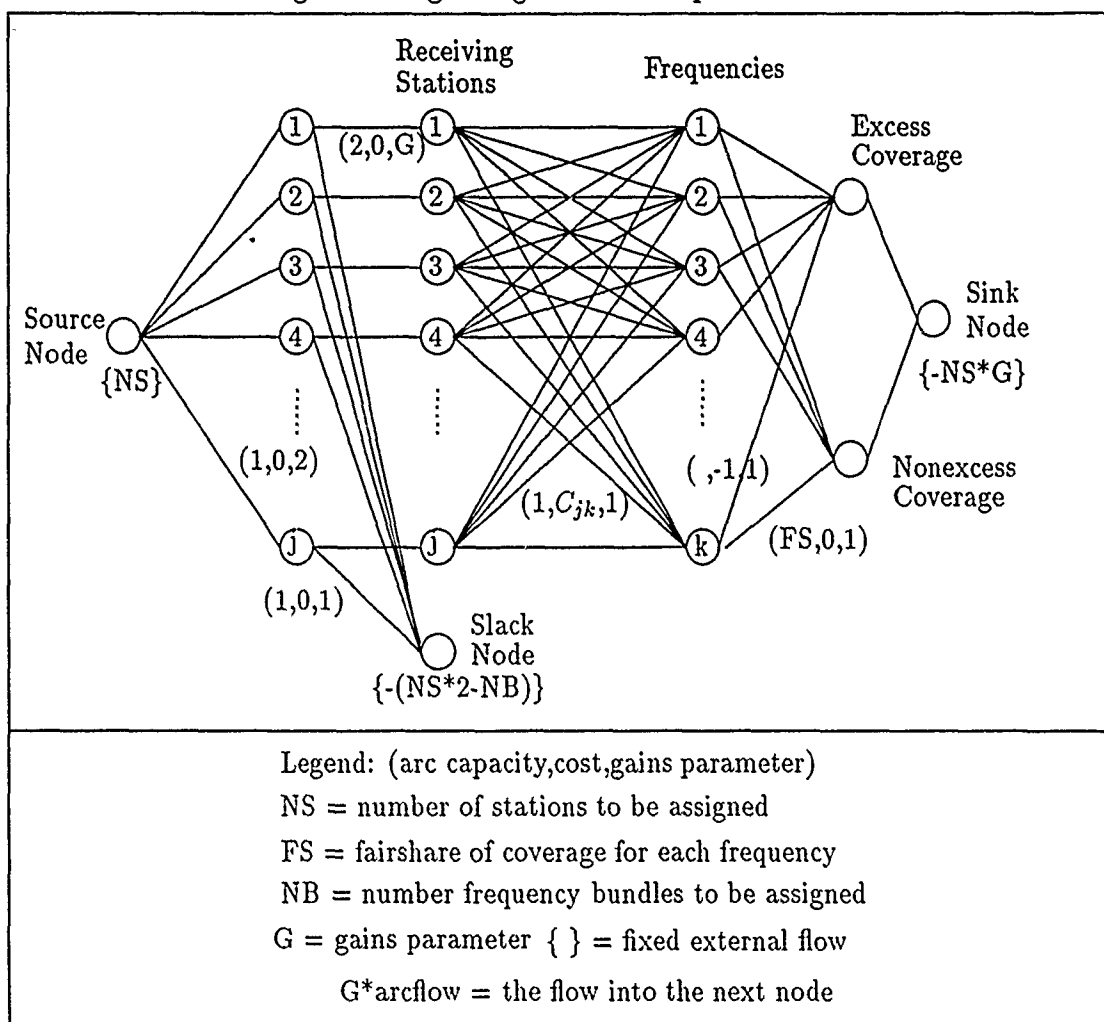 Receiving
Stations
Frequencies
Excess
Coverage
1
1
1
(2,0,G)
2
2
2
3
3
3
Source
Node
{NS}
4
4
4
Sink
Node
{-NS*G}
(1,0,2)
( ,-1,1)
(1,Cjk,1)
Nonexcess
Coverage
(FS,0,1)
j
j
k
(1,0,1)
Slack
Node
{-(NS*2-NB)}
Legend: (arc capacity,cost,gains parameter)
NS = number of stations to be assigned
FS = fairshare of coverage for each frequency
NB = number frequency bundles to be assigned
G = gains parameter { } = fixed external flow
G*arcflow = the flow into the next node